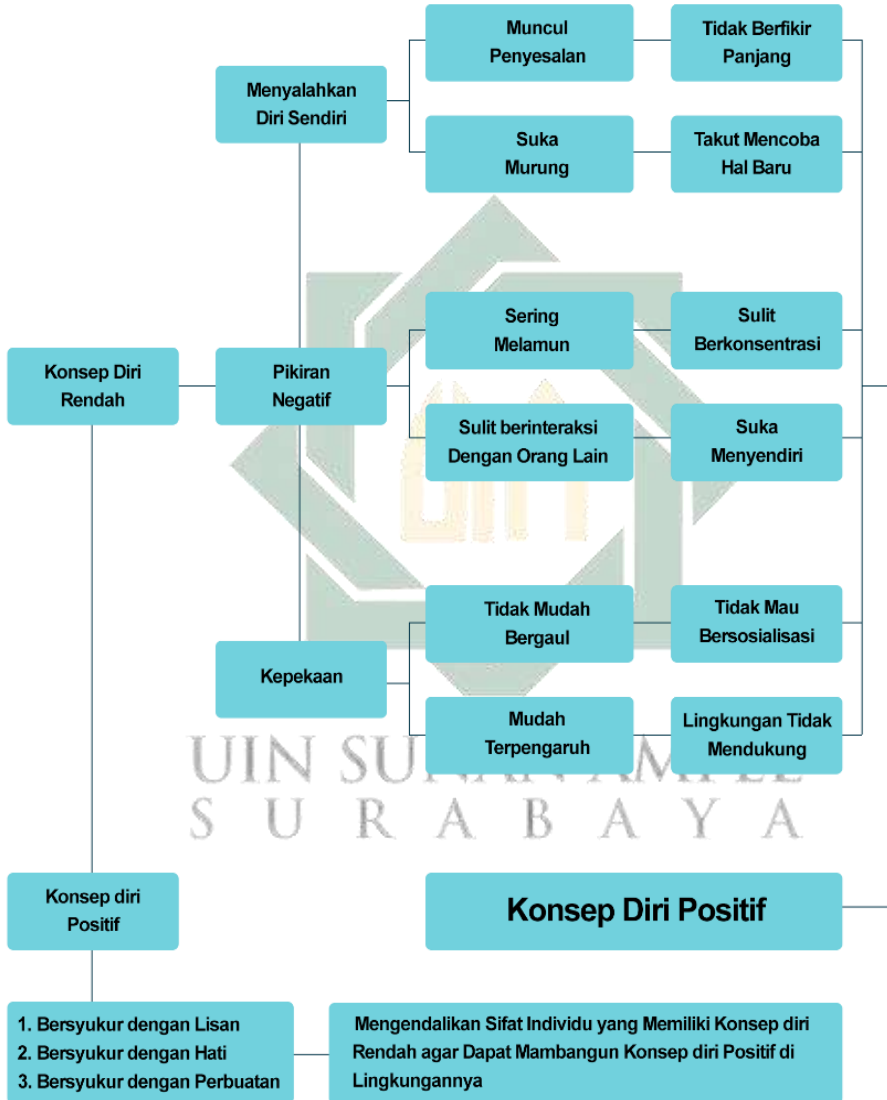 Muncul
Penyesalan
Tidak Berfikir
Panjang
Menyalahkan
Diri Sendiri
Suka
Murung
Takut Mencoba
Hal Baru
Sering
Melamun
Sulit
Berkonsentrasi
Konsep Diri
Rendah
Pikiran
Negatif
Sulit berinteraksi
Dengan Orang Lain
Suka
Menyendiri
Tidak Mudah
Bergaul
Tidak Mau
Bersosialisasi
Kepekaan
Mudah
Terpengaruh
Lingkungan Tidak
Mendukung
UIN SUNAN AMPEL
SURABAYA
Konsep diri
Positif
Konsep Diri Positif
1. Bersyukur dengan Lisan
2. Bersyukur dengan Hati
3. Bersyukur dengan Perbuatan
Mengendalikan Sifat Individu yang Memiliki Konsep diri
Rendah agar Dapat Mambangun Konsep diri Positif di
Lingkungannya